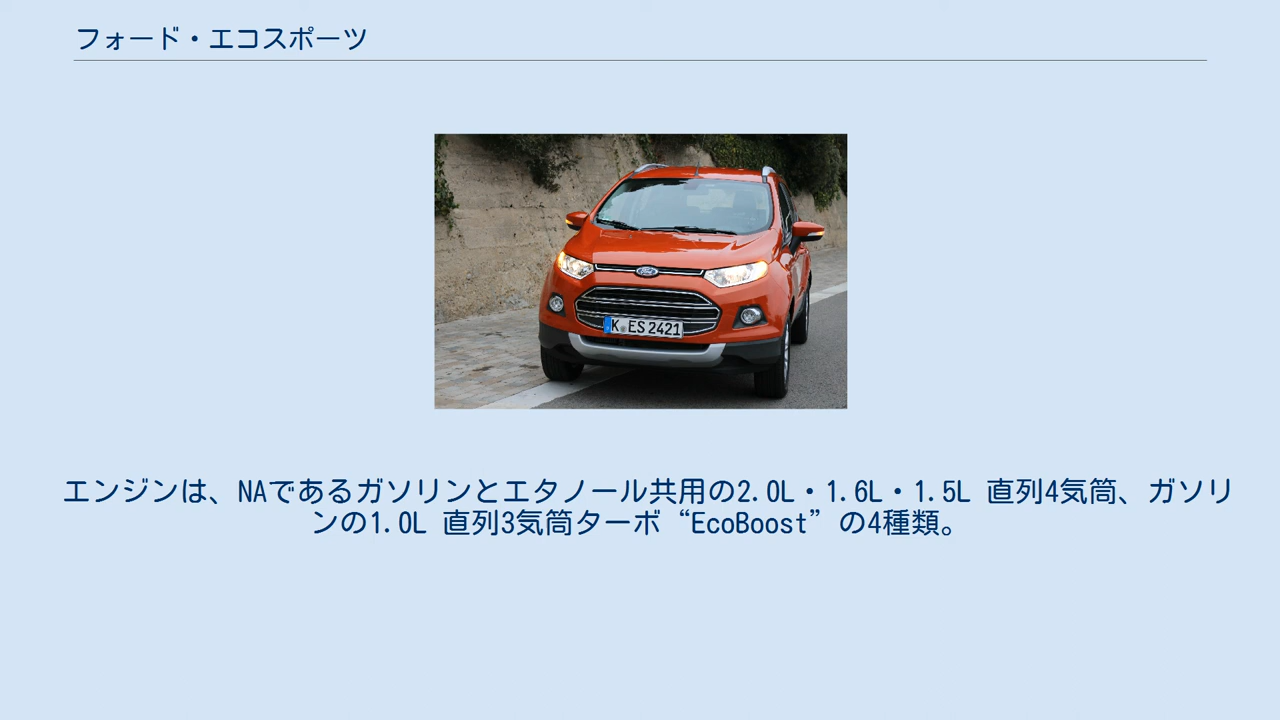 フォード・エコスポーツ
Ford
K ES 2421
エンジンは、NAであるガソリンとエタノール共用の2.0L・1.6L・1.5L 直列4気筒、ガソリ
ンの1.0L 直列3気筒ターボ“EcoBoost”の4種類。